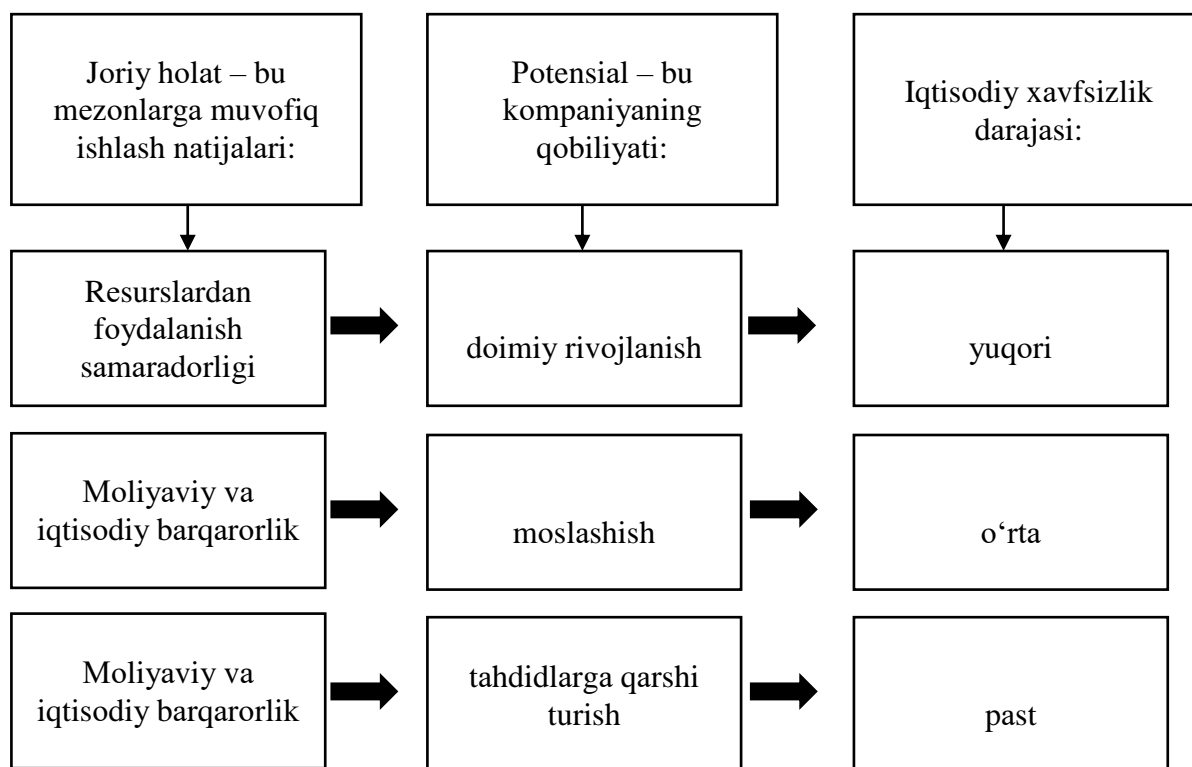 Joriy holat – bu
mezonlarga muvofiq
ishlash natijalari:
Potensial – bu
kompaniyaning
qobiliyati:
Iqtisodiy xavfsizlik
darajasi:
Resurslardan
foydalanish
samaradorligi
doimiy rivojlanish
yuqori
Moliyaviy va
iqtisodiy barqarorlik
moslashish
o‘rta
Moliyaviy va
iqtisodiy barqarorlik
tahdidlarga qarshi
turish
past